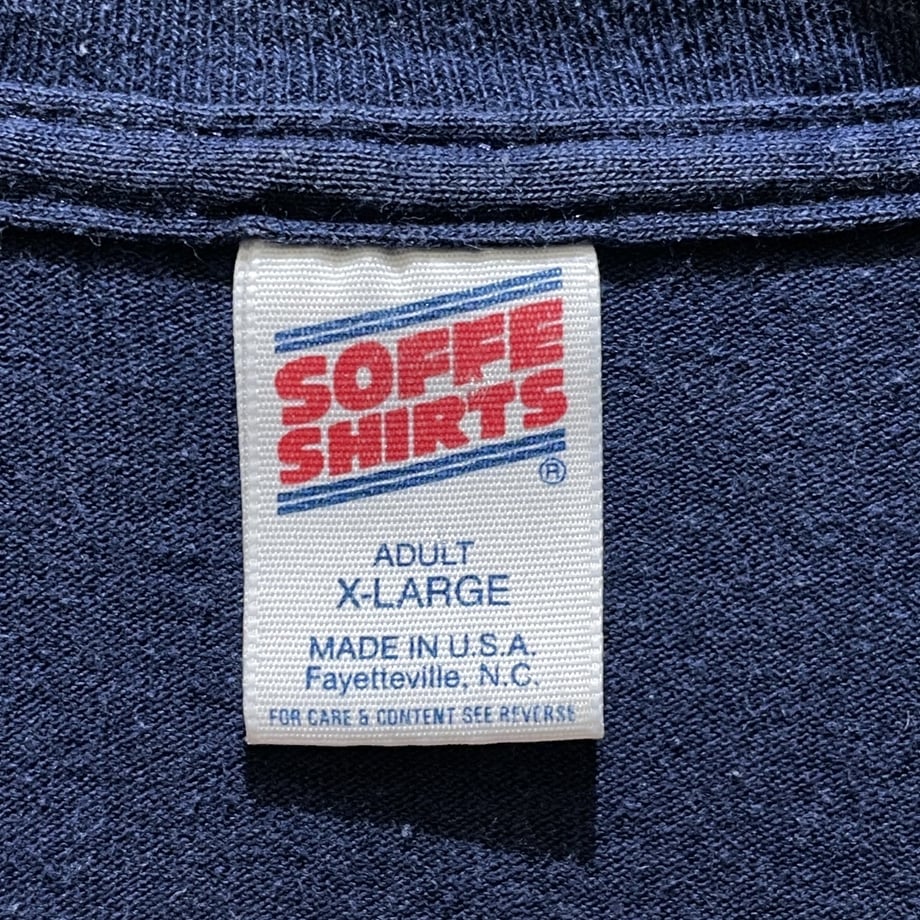 SOFFE
SHIRTS
®
ADULT
X-LARGE
MADE IN U.S.A.
Fayetteville, N.C.
FOR CARE & CONTENT SEE REVERSE